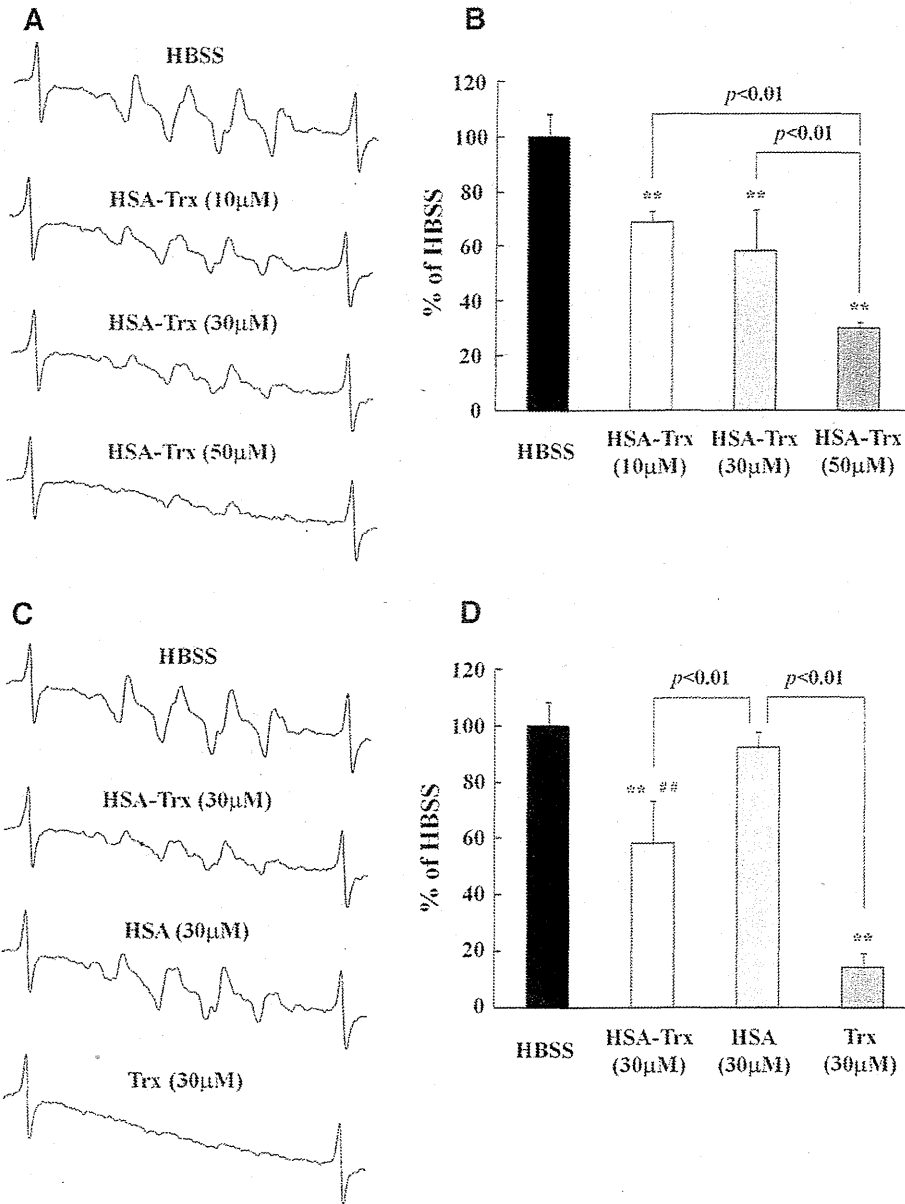 A
HBSS
HSA-Trx (10μM)
HSA-Trx (30μM)
HSA-Trx (50μM)
B
% of HBSS
120
100
80
60
40
20
0
p<0.01
p<0.01
**
**
**
HBSS
HSA-Trx
(10μM)
HSA-Trx
(30μM)
HSA-Trx
(50μM)
C
HBSS
HSA-Trx (30μM)
HSA (30μM)
Trx (30μM)
D
% of HBSS
120
100
80
60
40
20
0
p<0.01
p<0.01
** ##
**
HBSS
HSA-Trx
(30μM)
HSA
(30μM)
Trx
(30μM)